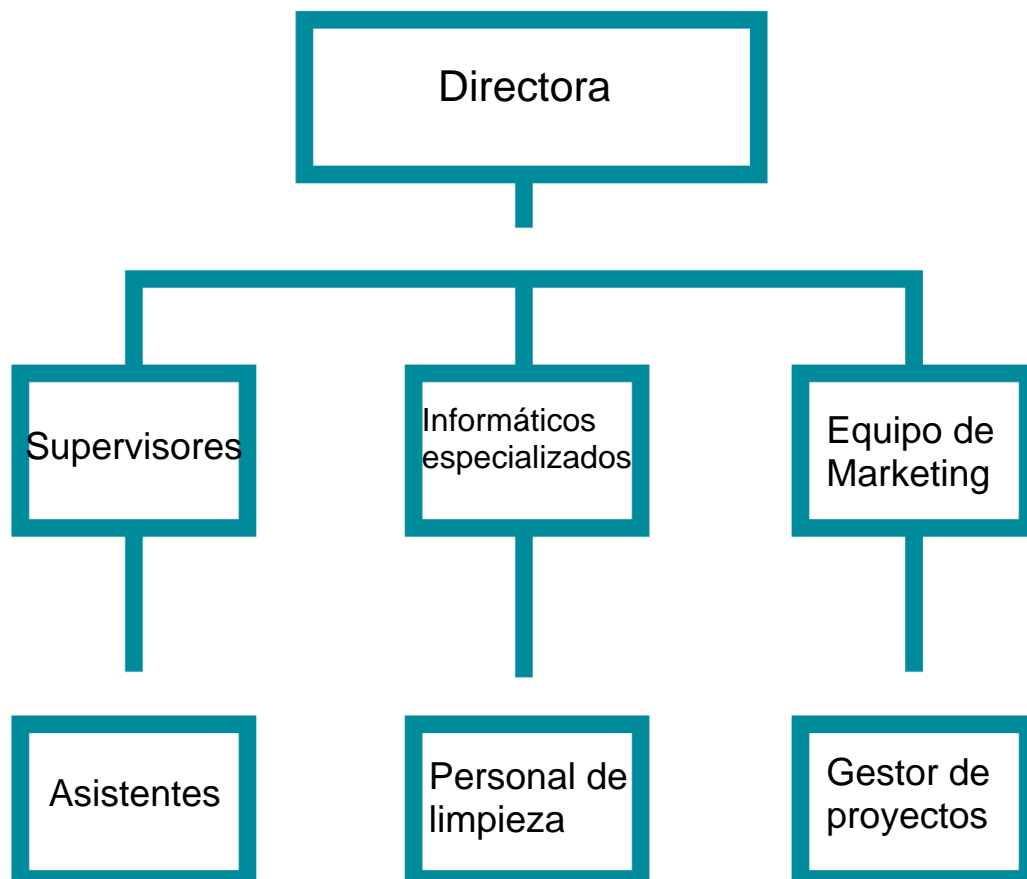 Directora
Supervisores
Informáticos
especializados
Equipo de
Marketing
Asistentes
Personal de
limpieza
Gestor de
proyectos